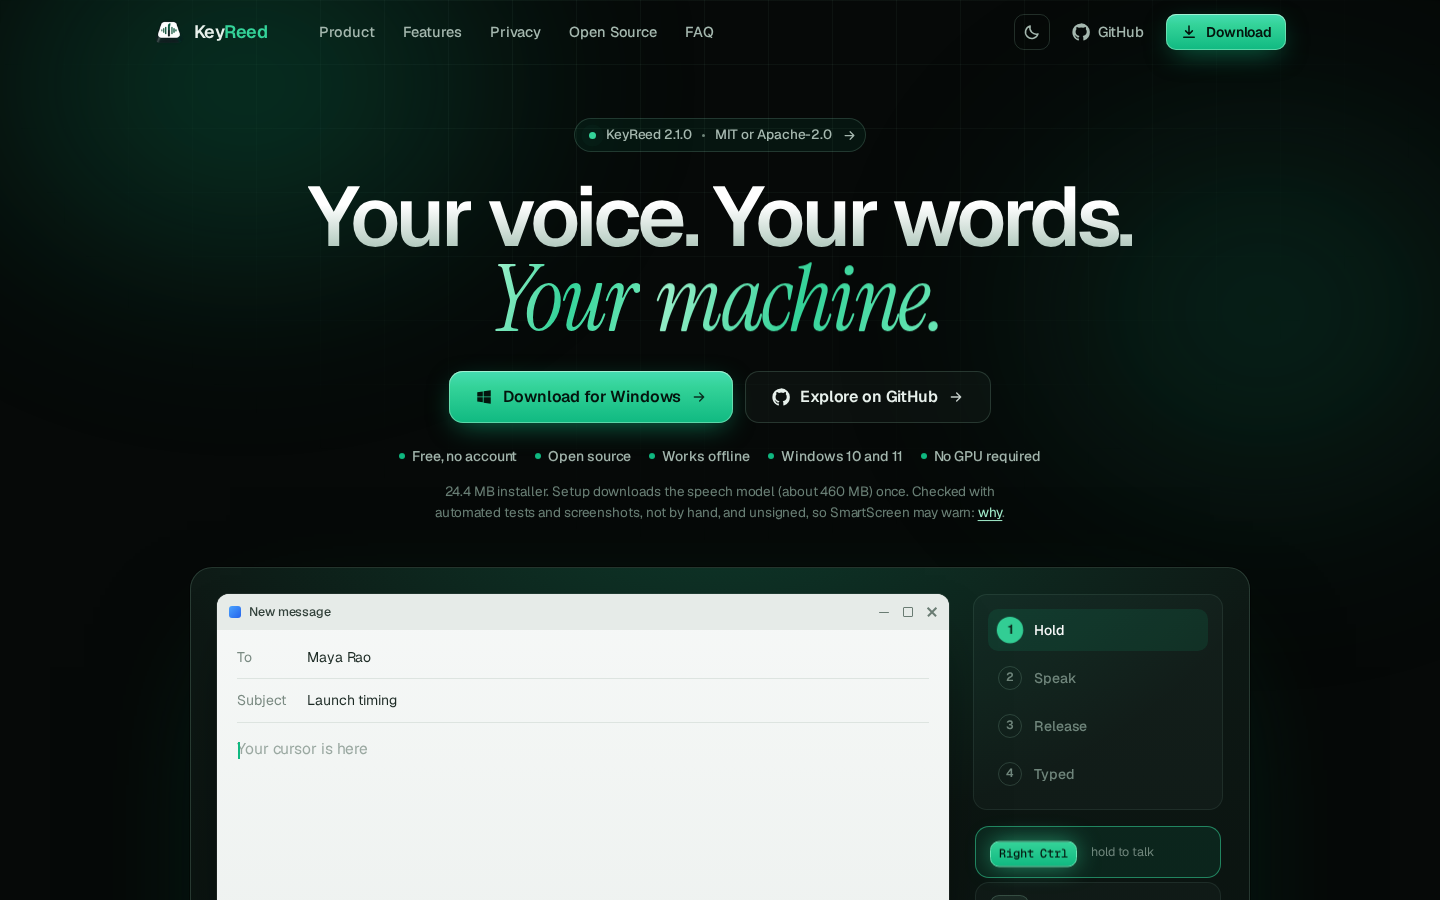 KeyReed Product Features Privacy Open Source FAQ GitHub Download
KeyReed 2.1.0 • MIT or Apache-2.0 →
Your voice. Your words.
Your machine.
Download for Windows → Explore on GitHub →
Free, no account Open source Works offline Windows 10 and 11 No GPU required
24.4 MB installer. Setup downloads the speech model (about 460 MB) once. Checked with
automated tests and screenshots, not by hand, and unsigned, so SmartScreen may warn: why.
New message
To Maya Rao
Subject Launch timing
Your cursor is here
1 Hold
2 Speak
3 Release
4 Typed
Right Ctrl hold to talk